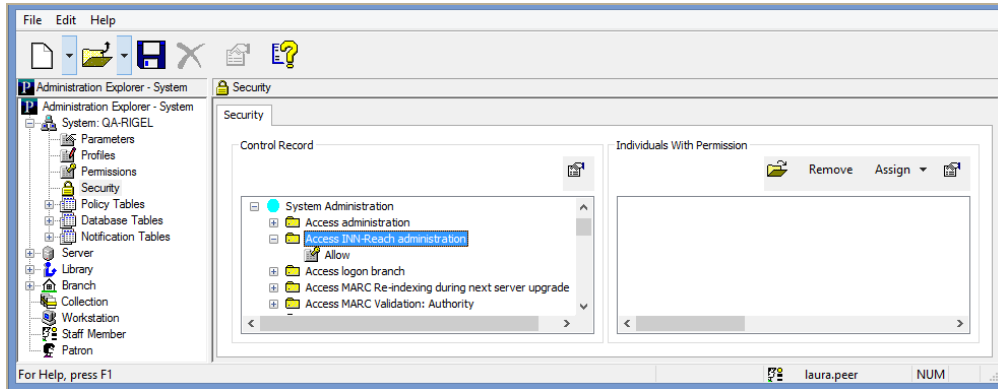 File Edit Help
Administration Explorer - System
Security
Administration Explorer - System
System: QA-RIGEL
Parameters
Profiles
Permissions
Security
Policy Tables
Database Tables
Notification Tables
Server
Library
Branch
Collection
Workstation
Staff Member
Patron
Security
Control Record
System Administration
Access administration
Access INN-Reach administration
Allow
Access logon branch
Access MARC Re-indexing during next server upgrade
Access MARC Validation: Authority
Individuals With Permission
Remove Assign
For Help, press F1
laura.peer
NUM